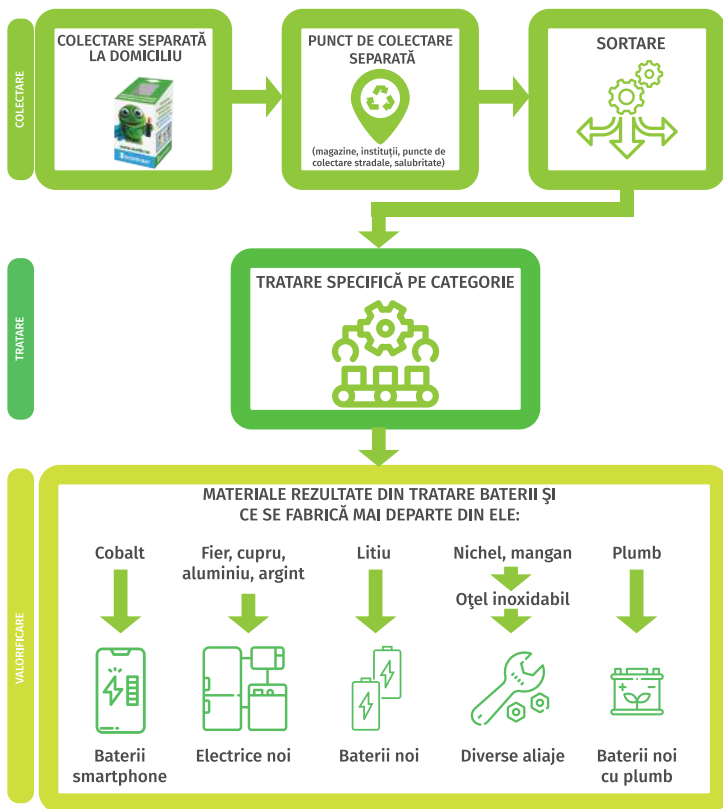 COLECTARE
COLECTARE SEPARATĂ
LA DOMICILIU
PUNCT DE COLECTARE
SEPARATĂ
(magazine, instituții, puncte de
colectare stradale, salubritate)
SORTARE
TRATARE
TRATARE SPECIFICĂ PE CATEGORIE
VALORIFICARE
MATERIALE REZULTATE DIN TRATARE BATERII ŞI
CE SE FABRICĂ MAI DEPARTE DIN ELE:
Cobalt
Fier, cupru,
aluminiu, argint
Litiu
Nichel, mangan
Plumb
Oţel inoxidabil
Baterii
smartphone
Electrice noi
Baterii noi
Diverse aliaje
Baterii noi
cu plumb